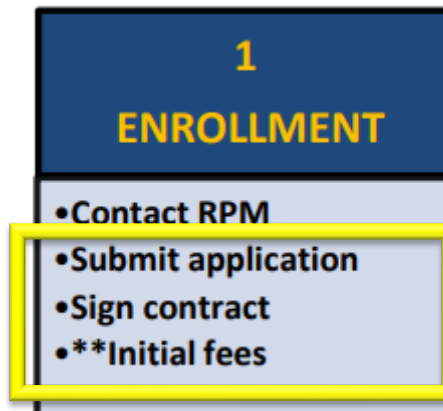 1
ENROLLMENT
•Contact RPM
•Submit application
•Sign contract
•**Initial fees